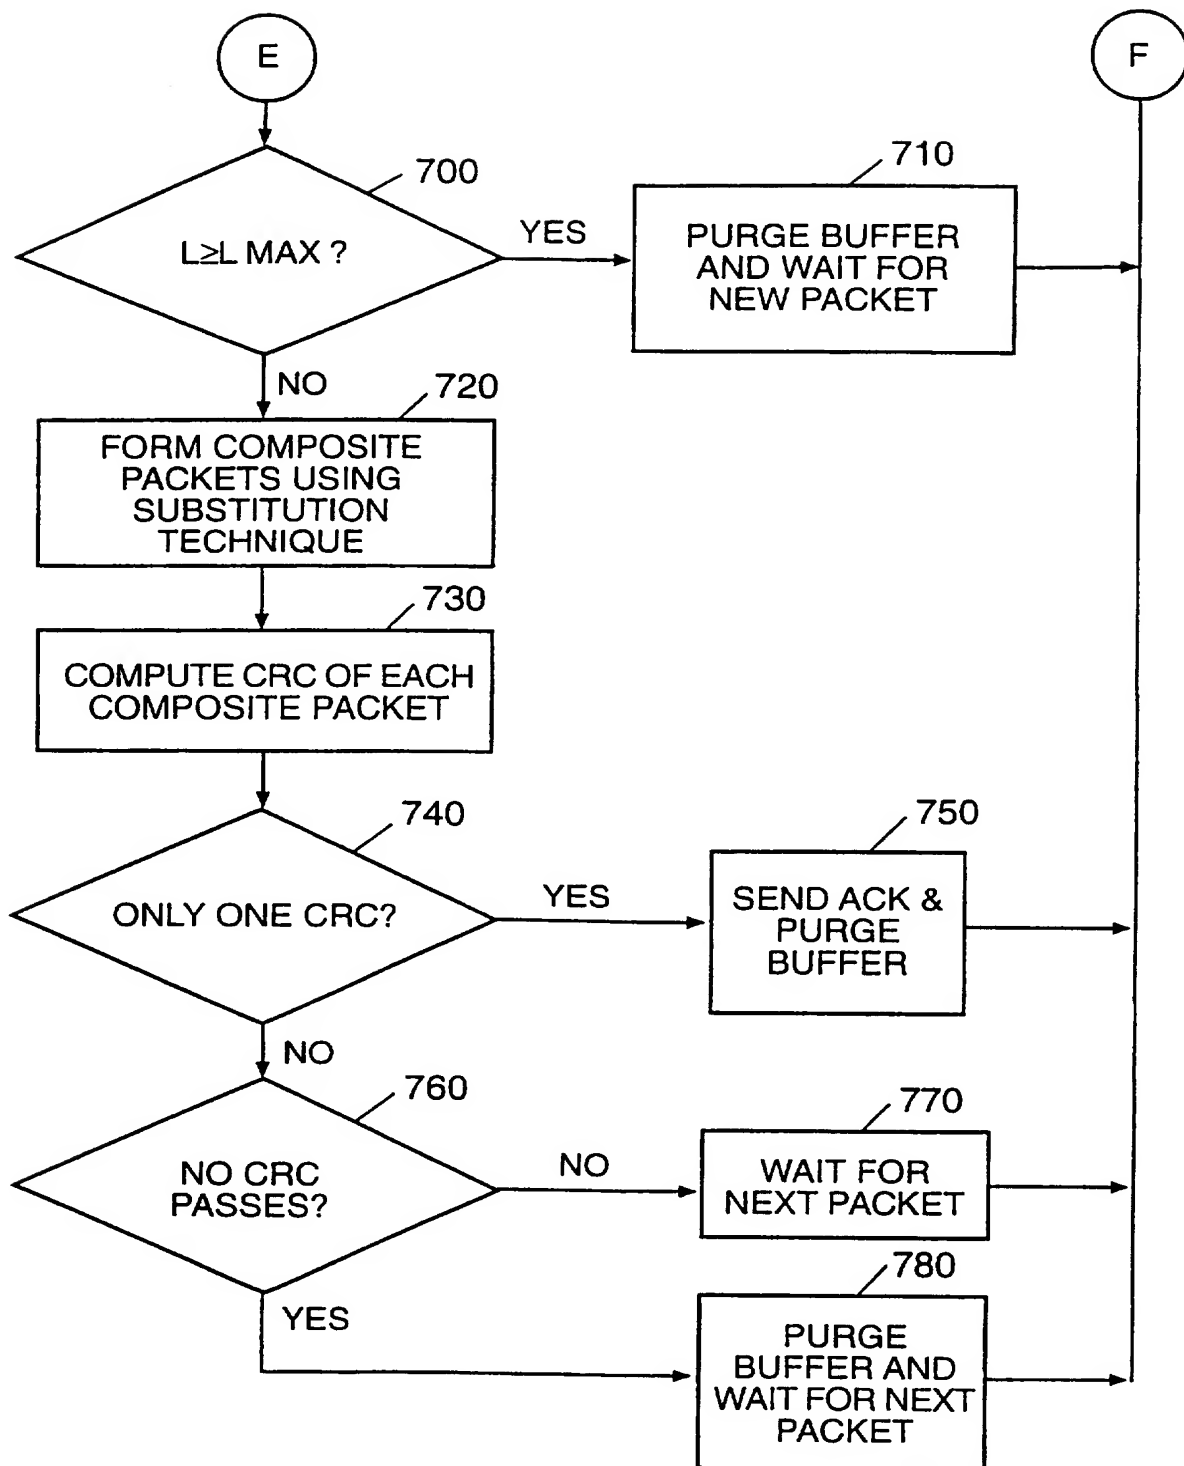 E
F
700
710
L≥L MAX ?
YES
PURGE BUFFER
AND WAIT FOR
NEW PACKET
NO
720
FORM COMPOSITE
PACKETS USING
SUBSTITUTION
TECHNIQUE
730
COMPUTE CRC OF EACH
COMPOSITE PACKET
740
750
ONLY ONE CRC?
YES
SEND ACK &
PURGE
BUFFER
NO
760
770
NO CRC
PASSES?
NO
WAIT FOR
NEXT PACKET
780
YES
PURGE
BUFFER AND
WAIT FOR NEXT
PACKET